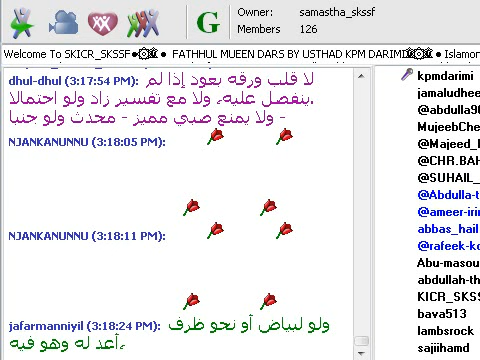 G
Owner: samastha_skssf
Members 126
Welcome To SKICR_SKSSF FATHHUL MUEEN DARS BY USTHAD KPM DARIMI Islamon
dhul-dhul (3:17:54 PM): لا قلب ورقه بعود إذا لم
ينفصل عليه، ولا مع تفسير زاد ولو احتمالا.
ولا يمنع صبي مميز - محدث ولو جنبا -
NJANKANUNNU (3:18:05 PM):
NJANKANUNNU (3:18:11 PM):
jafarmanniyil (3:18:24 PM): ولو لبياض أو نحو ظرف
أعد له وهو فيه،
kpmdarimi
jamaludhee
@abdulla90
MujeebChe
@Majeed_
@CHR.BAH
@SUHAIL_
@Abdulla-t
@ameer-irin
abbas_hail
@rafeek-ko
Abu-masou
abdullah-th
KICR_SKSS
bava513
lambsrock
sajiihamd